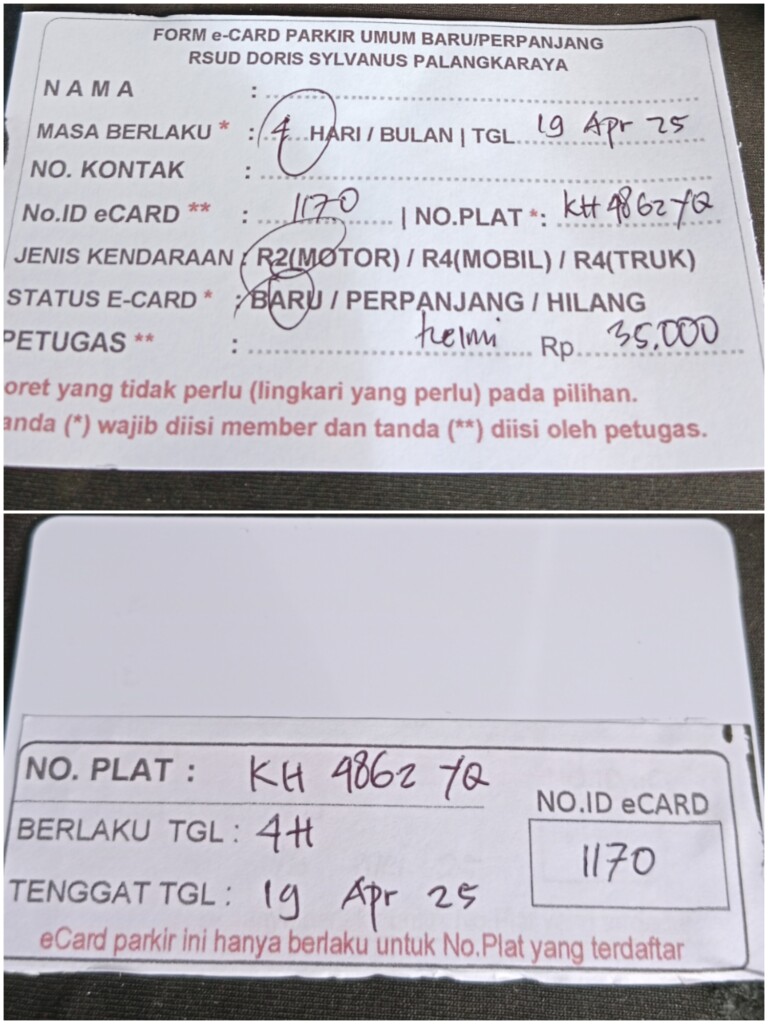 FORM e-CARD PARKIR UMUM BARU/PERPANJANG
RSUD DORIS SYLVANUS PALANGKARAYA
NAMA :
MASA BERLAKU * : 4 HARI / BULAN | TGL 19 Apr 25
NO. KONTAK :
No.ID eCARD ** : 1170 | NO.PLAT *: KH 4862 YQ
JENIS KENDARAAN : R2(MOTOR) / R4(MOBIL) / R4(TRUK)
STATUS E-CARD * : BARU / PERPANJANG / HILANG
PETUGAS ** : helmi Rp. 35.000
oret yang tidak perlu (lingkari yang perlu) pada pilihan.
anda (*) wajib diisi member dan tanda (**) diisi oleh petugas.
NO. PLAT : KH 4862 YQ
NO.ID eCARD
BERLAKU TGL : 4H
1170
TENGGAT TGL : 19 Apr 25
eCard parkir ini hanya berlaku untuk No.Plat yang terdaftar